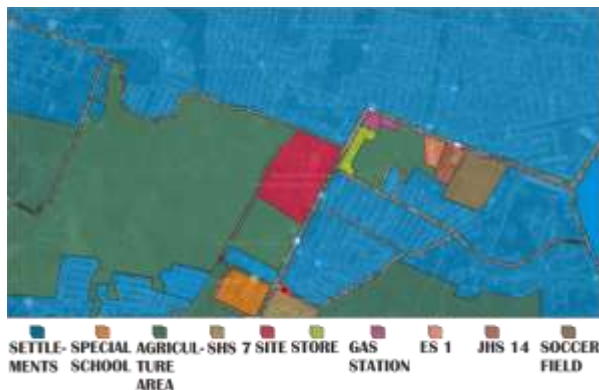 SETTLE- SPECIAL AGRICUL- SHS 7 SITE STORE GAS ES 1 JHS 14 SOCCER
MENTS SCHOOL TURE STATION FIELD
AREA